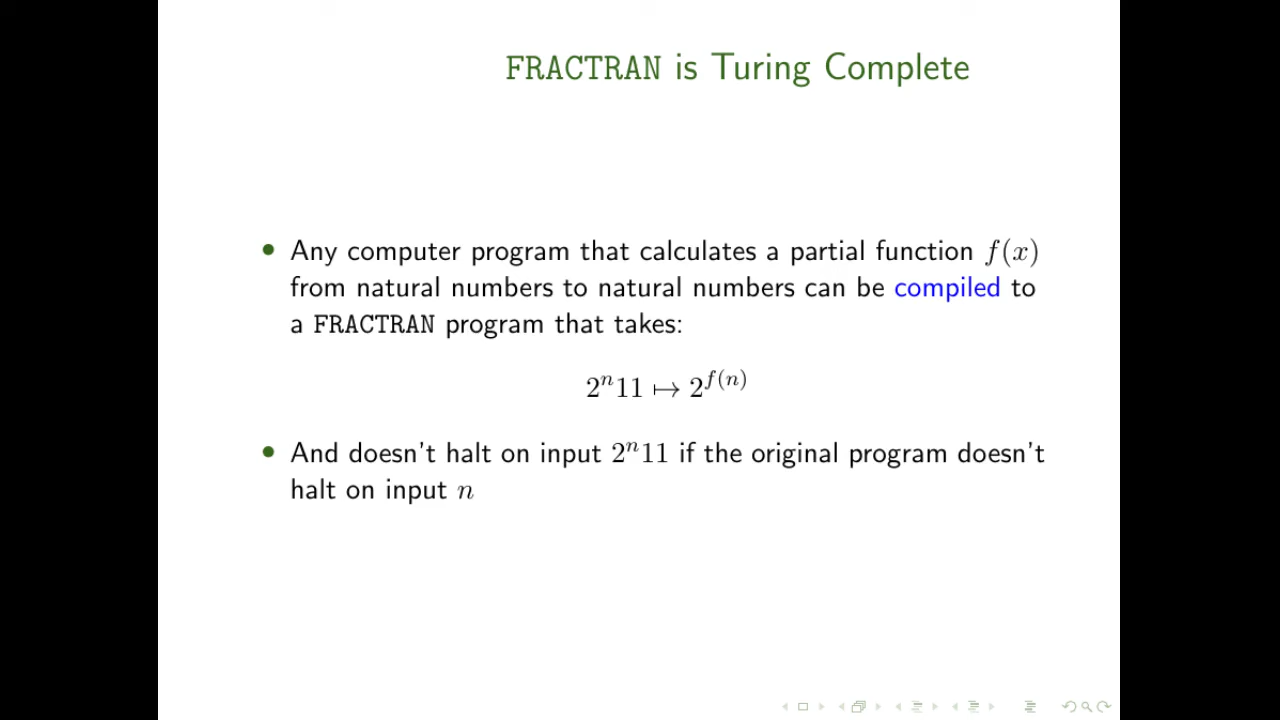 FRACTRAN is Turing Complete
• Any computer program that calculates a partial function f(x)
from natural numbers to natural numbers can be compiled to
a FRACTRAN program that takes:
2ⁿ11 ↦ 2^{f(n)}
• And doesn't halt on input 2ⁿ11 if the original program doesn't
halt on input n